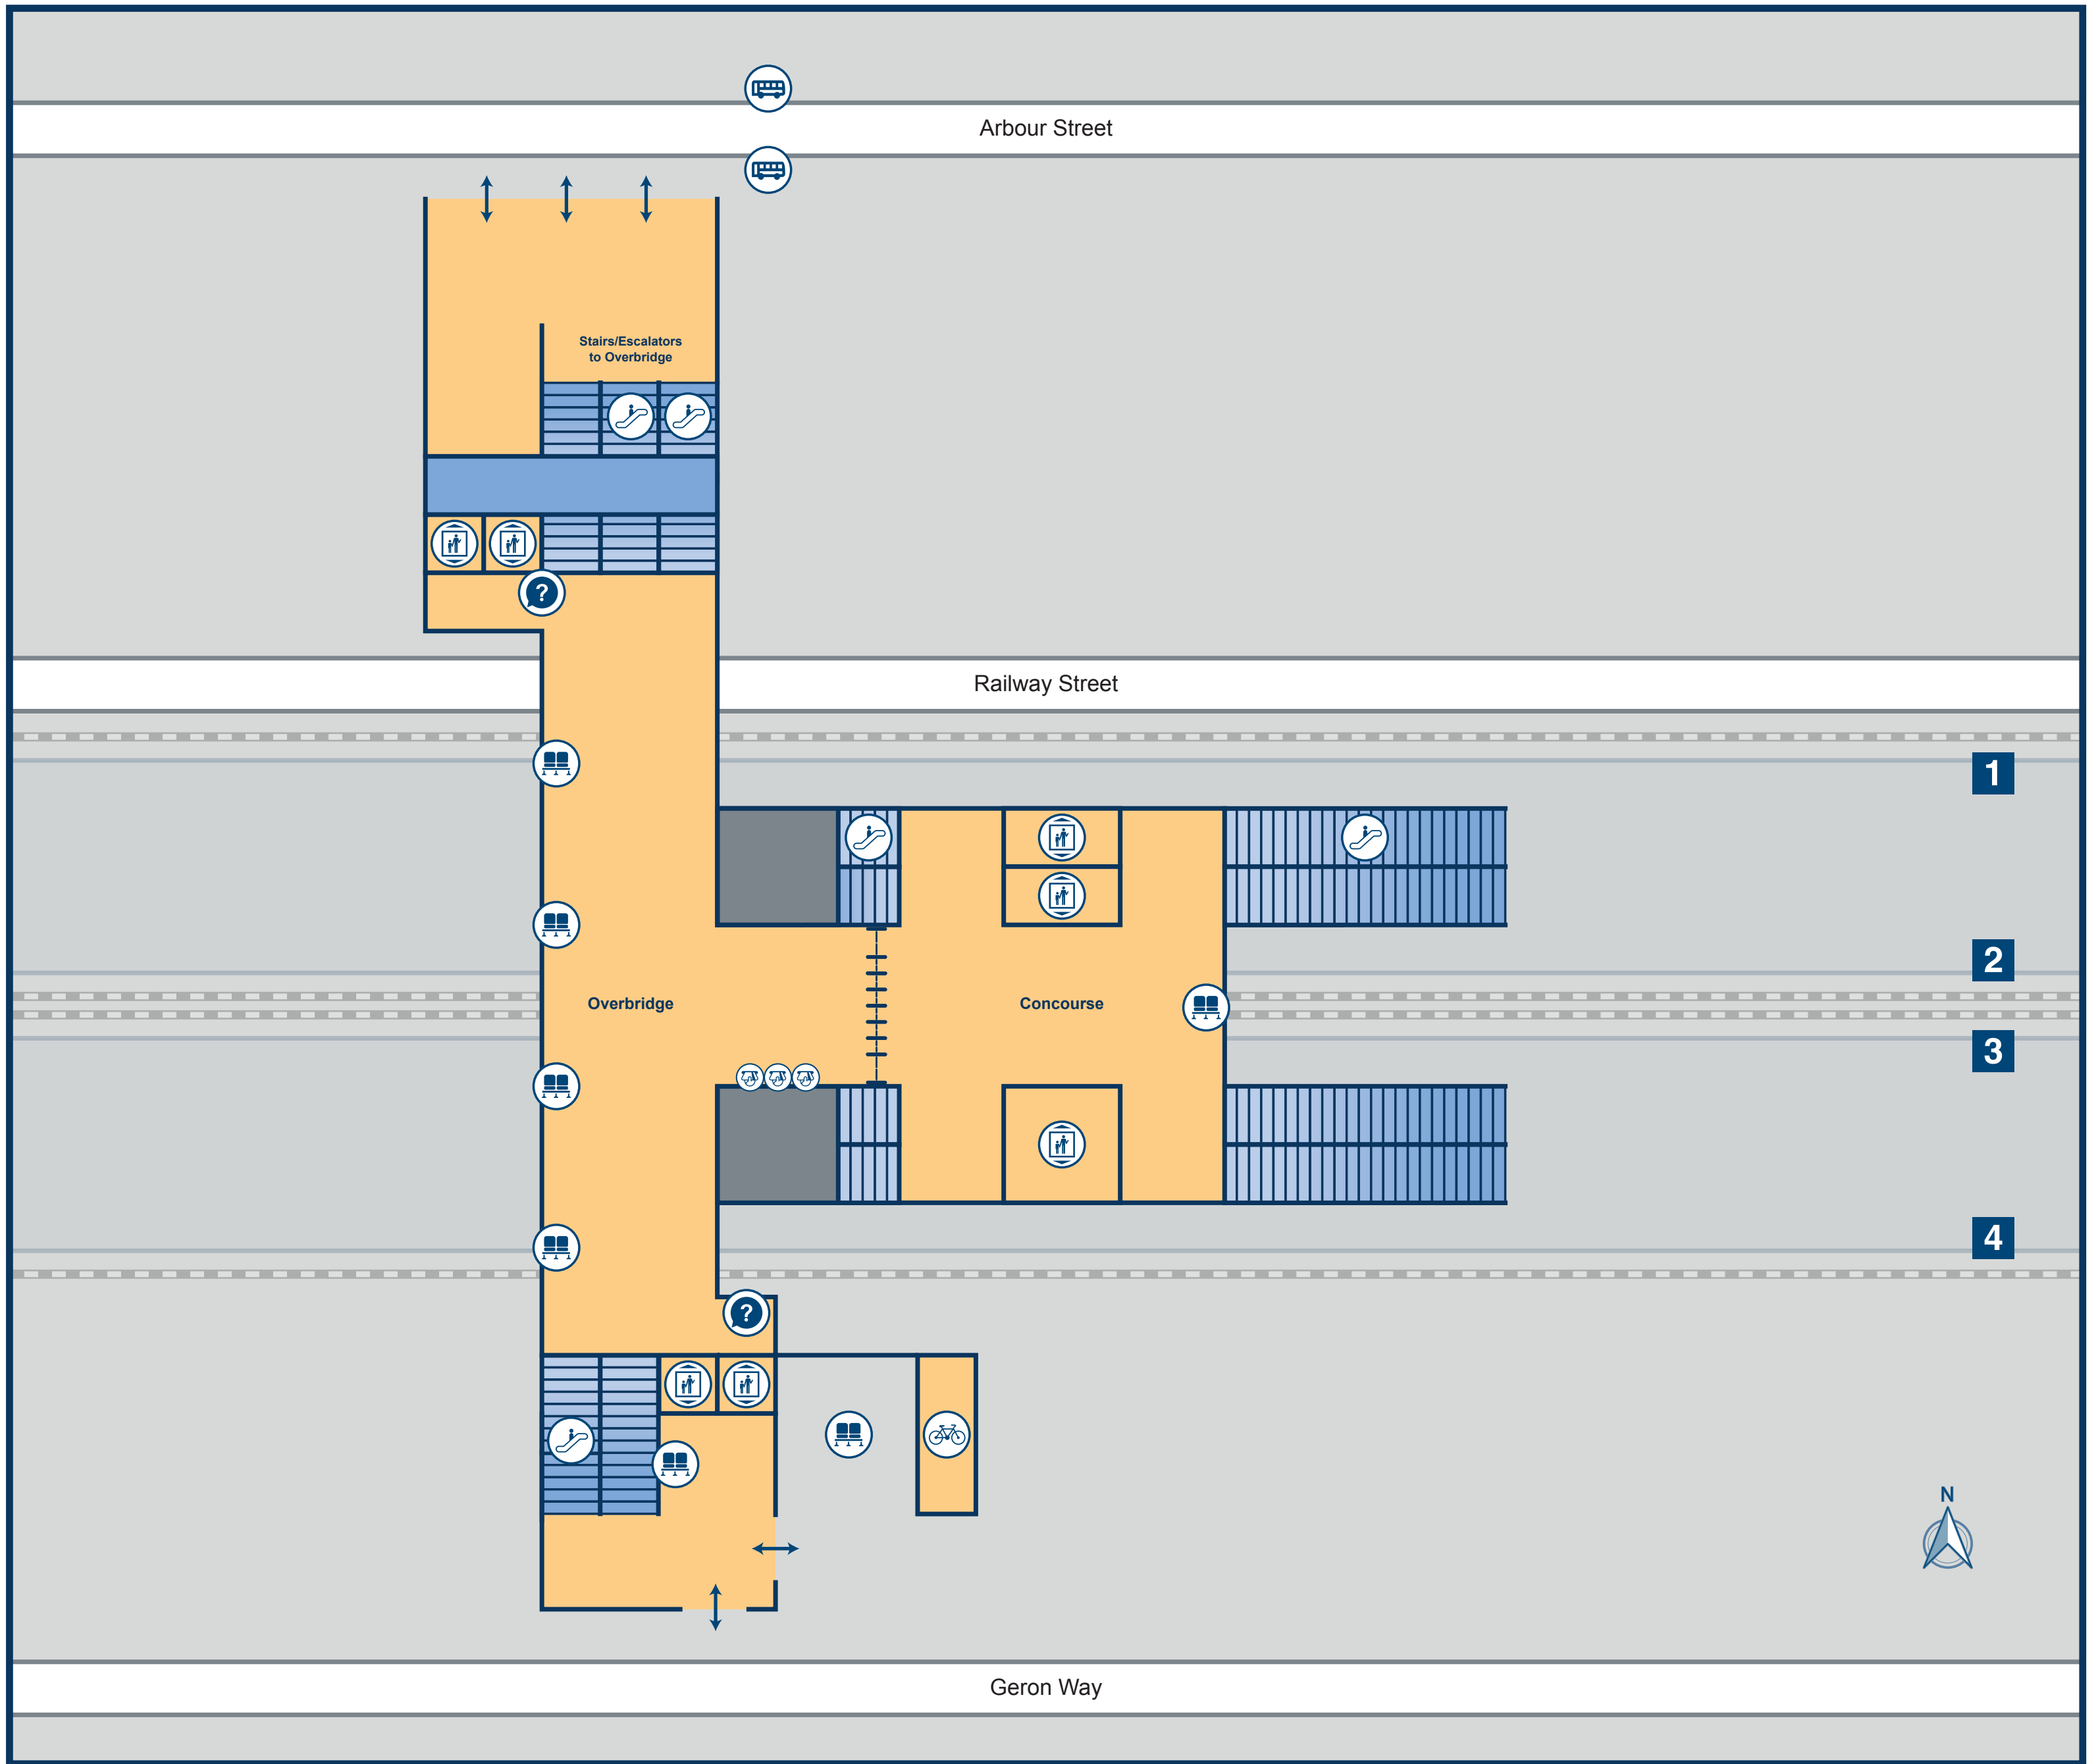 Arbour Street
Stairs/Escalators
to Overbridge
?
Railway Street
1
2
Overbridge
Concourse
3
4
?
N
Geron Way